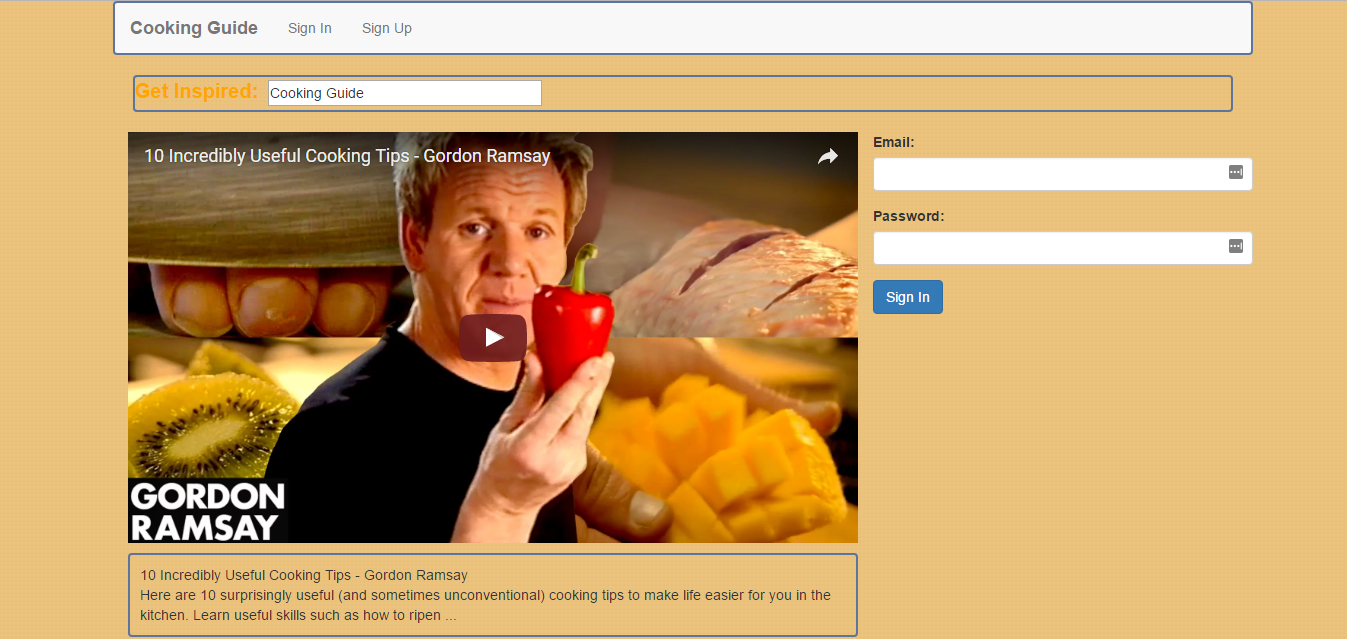 Cooking Guide Sign In Sign Up
Get Inspired: Cooking Guide
10 Incredibly Useful Cooking Tips - Gordon Ramsay
GORDON
RAMSAY
10 Incredibly Useful Cooking Tips - Gordon Ramsay
Here are 10 surprisingly useful (and sometimes unconventional) cooking tips to make life easier for you in the
kitchen. Learn useful skills such as how to ripen ...
Email:
Password:
Sign In